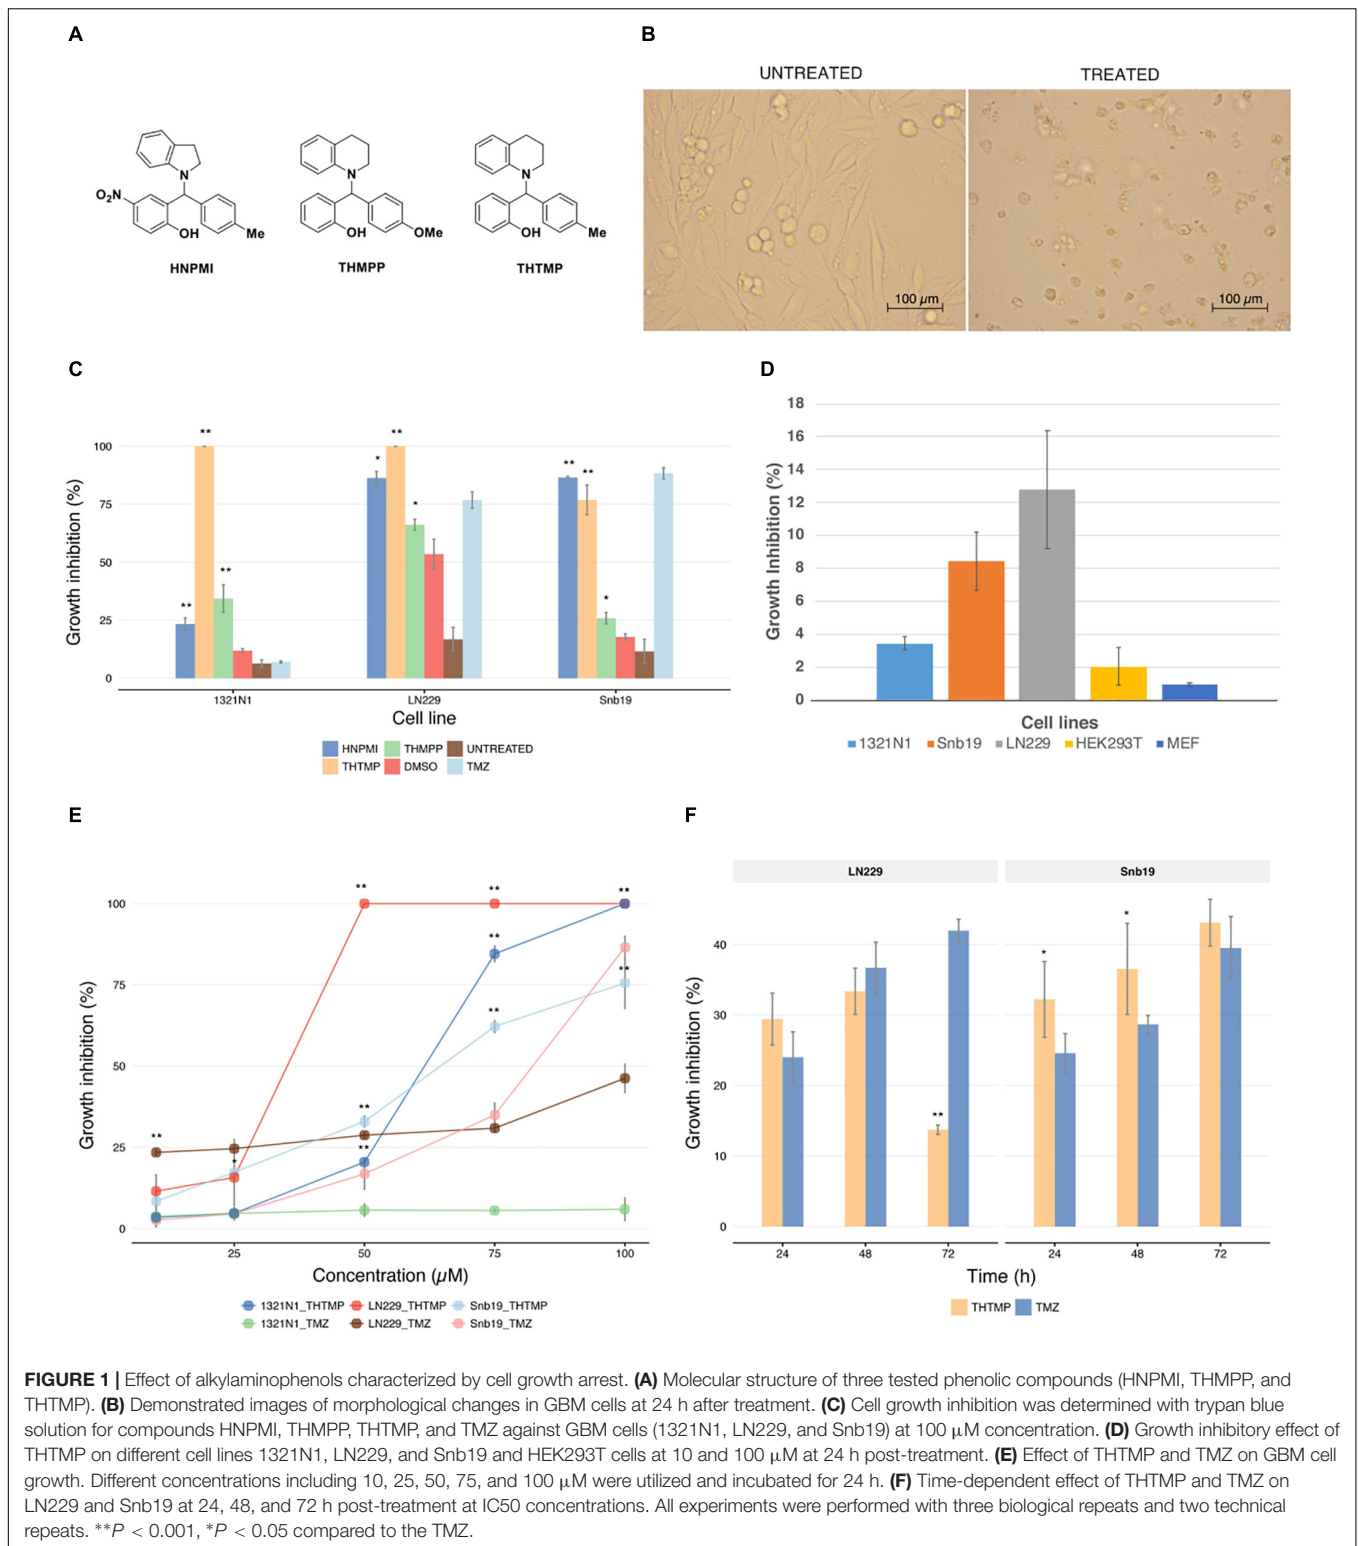 A
B
UNTREATED
TREATED
N
O₂N
OH
Me
HNPMI
N
OH
OMe
THMPP
N
OH
Me
THTMP
100 µm
100 µm
C
Growth inhibition (%)
100
75
50
25
0
** ** **
* ** *
** ** *
1321N1 LN229 Snb19
Cell line
HNPMI THMPP UNTREATED
THTMP DMSO TMZ
D
Growth Inhibition (%)
18
16
14
12
10
8
6
4
2
0
Cell lines
1321N1 Snb19 LN229 HEK293T MEF
E
Growth inhibition (%)
100
75
50
25
0
** ** **
**
** **
**
**
**
*
25 50 75 100
Concentration (µM)
1321N1_THTMP LN229_THTMP Snb19_THTMP
1321N1_TMZ LN229_TMZ Snb19_TMZ
F
LN229 Snb19
Growth inhibition (%)
40
30
20
10
0
**
* *
24 48 72 24 48 72
Time (h)
THTMP TMZ
FIGURE 1 | Effect of alkylaminophenols characterized by cell growth arrest. (A) Molecular structure of three tested phenolic compounds (HNPMI, THMPP, and
THTMP). (B) Demonstrated images of morphological changes in GBM cells at 24 h after treatment. (C) Cell growth inhibition was determined with trypan blue
solution for compounds HNPMI, THMPP, THTMP, and TMZ against GBM cells (1321N1, LN229, and Snb19) at 100 µM concentration. (D) Growth inhibitory effect of
THTMP on different cell lines 1321N1, LN229, and Snb19 and HEK293T cells at 10 and 100 µM at 24 h post-treatment. (E) Effect of THTMP and TMZ on GBM cell
growth. Different concentrations including 10, 25, 50, 75, and 100 µM were utilized and incubated for 24 h. (F) Time-dependent effect of THTMP and TMZ on
LN229 and Snb19 at 24, 48, and 72 h post-treatment at IC50 concentrations. All experiments were performed with three biological repeats and two technical
repeats. **P < 0.001, *P < 0.05 compared to the TMZ.